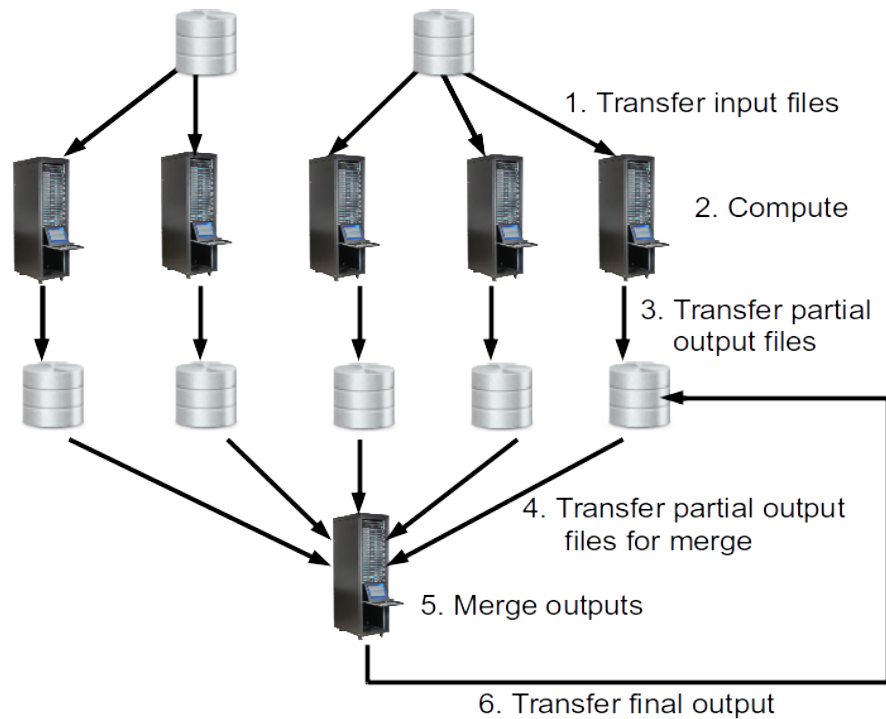 1. Transfer input files
2. Compute
3. Transfer partial
output files
4. Transfer partial output
files for merge
5. Merge outputs
6. Transfer final output